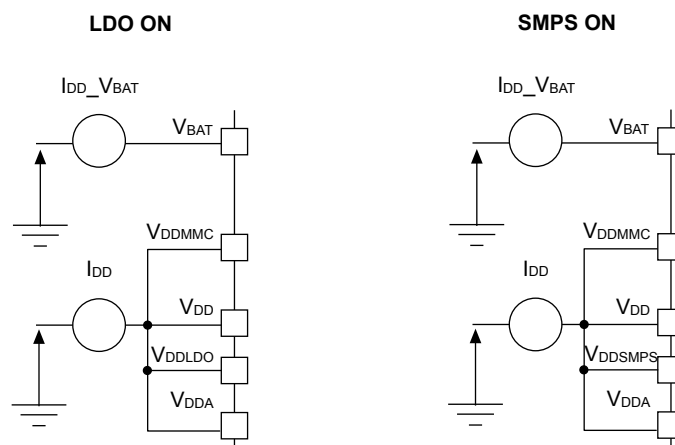 LDO ON
SMPS ON
IDD_VBAT
VBAT
IDD_VBAT
VBAT
VDDMMC
VDDMMC
IDD
VDD
IDD
VDD
VDDLDO
VDDSMPS
VDDA
VDDA